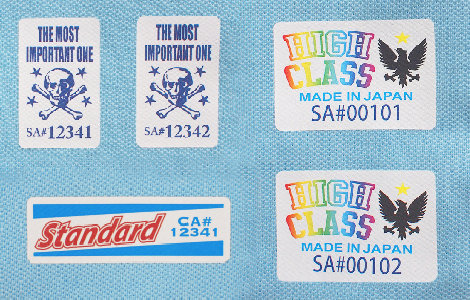 THE MOST
IMPORTANT ONE
SA#12341
THE MOST
IMPORTANT ONE
SA#12342
HIGH
CLASS
MADE IN JAPAN
SA#00101
Standard
CA#
12341
HIGH
CLASS
MADE IN JAPAN
SA#00102